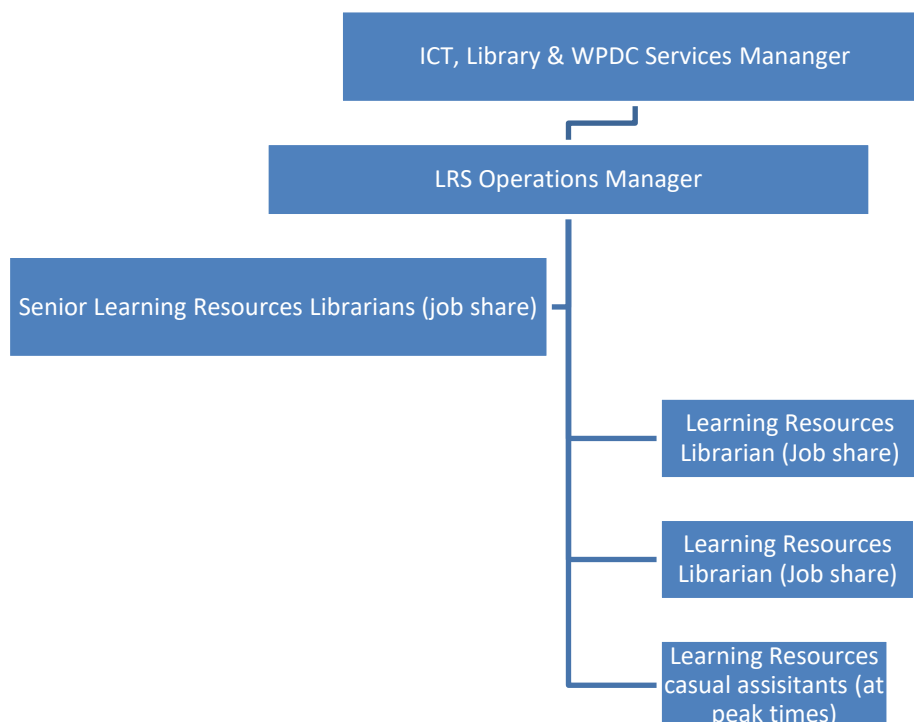 ICT, Library & WPDC Services Mananger
LRS Operations Manager
Senior Learning Resources Librarians (job share)
Learning Resources
Librarian (Job share)
Learning Resources
Librarian (Job share)
Learning Resources
casual assisitants (at
peak times)